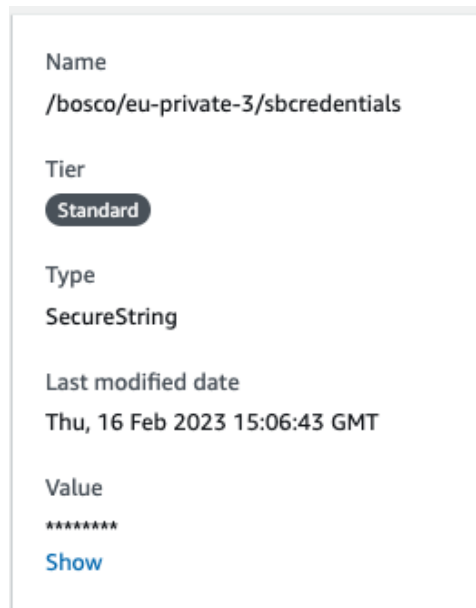 Name
/bosco/eu-private-3/sbcredentials
Tier
Standard
Type
SecureString
Last modified date
Thu, 16 Feb 2023 15:06:43 GMT
Value
********
Show